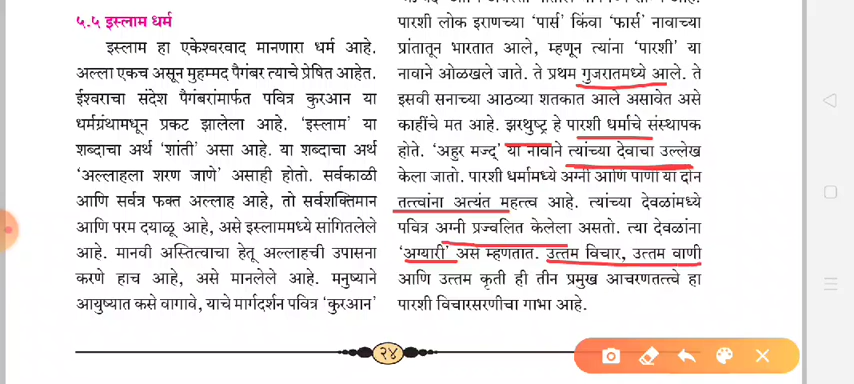 ५.५ इस्लाम धर्म
इस्लाम हा एकेश्वरवाद मानणारा धर्म आहे.
अल्ला एकच असून मुहम्मद पैगंबर त्याचे प्रेषित आहेत.
ईश्वराचा संदेश पैगंबरांमार्फत पवित्र कुरआन या
धर्मग्रंथामधून प्रकट झालेला आहे. ‘इस्लाम’ या
शब्दाचा अर्थ ‘शांती’ असा आहे. या शब्दाचा अर्थ
‘अल्लाहला शरण जाणे’ असाही होतो. सर्वकाळी
आणि सर्वत्र फक्त अल्लाह आहे, तो सर्वशक्तिमान
आणि परम दयाळू आहे, असे इस्लाममध्ये सांगितलेले
आहे. मानवी अस्तित्वाचा हेतू अल्लाहची उपासना
करणे हाच आहे, असे मानलेले आहे. मनुष्याने
आयुष्यात कसे वागावे, याचे मार्गदर्शन पवित्र ‘कुरआन’
पारशी लोक इराणच्या ‘पार्स’ किंवा ‘फार्स’ नावाच्या
प्रांतातून भारतात आले, म्हणून त्यांना ‘पारशी’ या
नावाने ओळखले जाते. ते प्रथम गुजरातमध्ये आले. ते
इसवी सनाच्या आठव्या शतकात आले असावेत असे
काहींचे मत आहे. झरथुष्ट्र हे पारशी धर्माचे संस्थापक
होते. ‘अहुर मज्द्’ या नावाने त्यांच्या देवाचा उल्लेख
केला जातो. पारशी धर्मामध्ये अग्नी आणि पाणी या दोन
तत्त्वांना अत्यंत महत्त्व आहे. त्यांच्या देवळांमध्ये
पवित्र अग्नी प्रज्वलित केलेला असतो. त्या देवळांना
‘अग्यारी’ असे म्हणतात. उत्तम विचार, उत्तम वाणी
आणि उत्तम कृती ही तीन प्रमुख आचरणतत्त्वे हा
पारशी विचारसरणीचा गाभा आहे.
२४